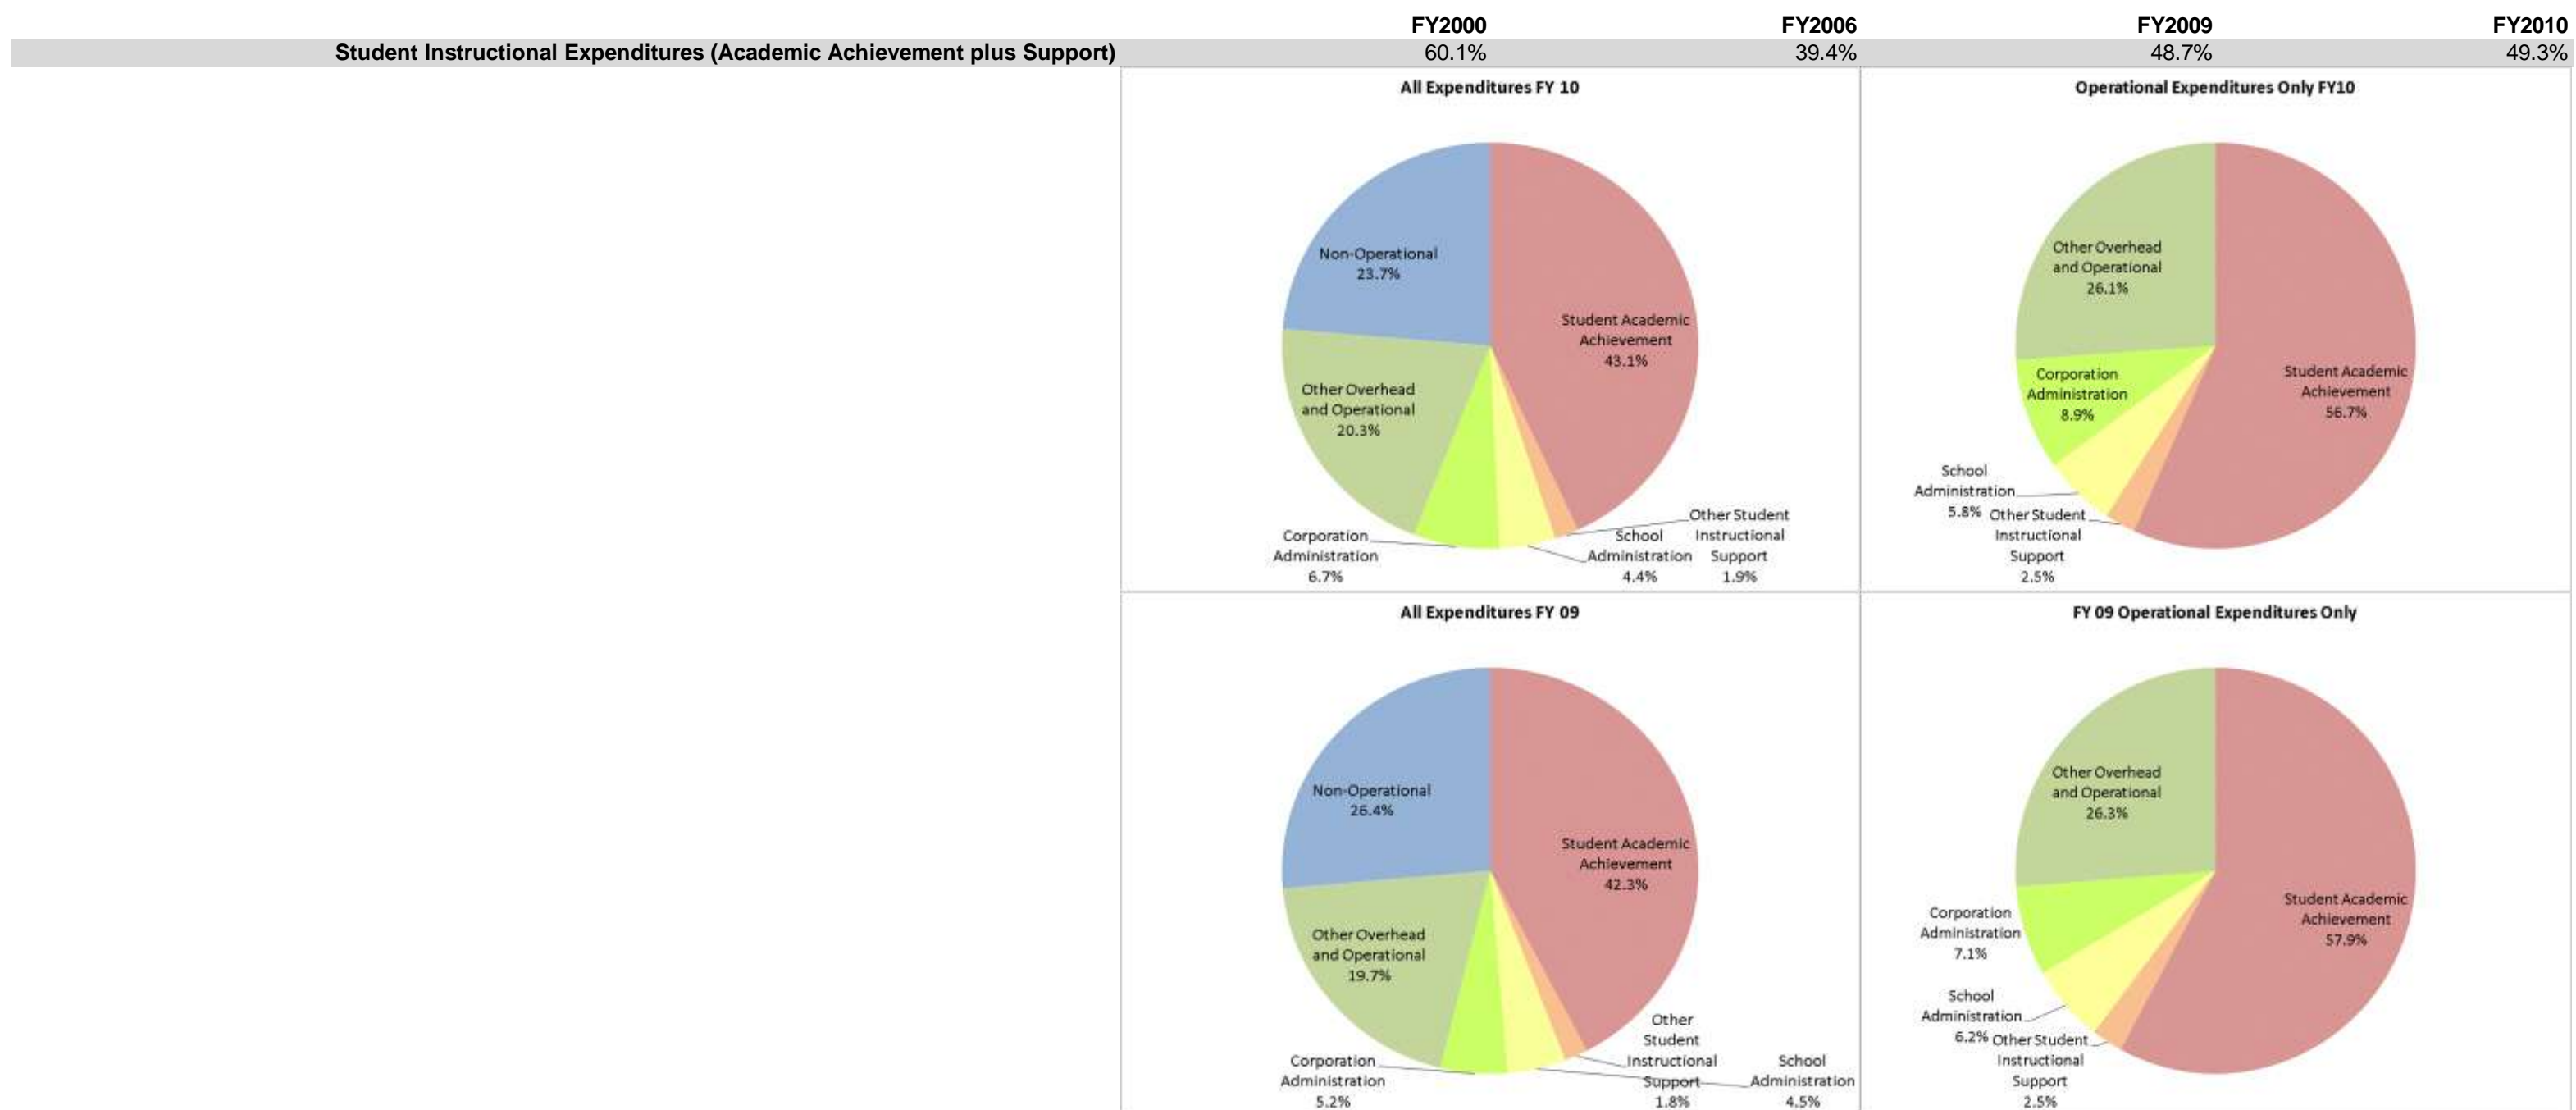 FY2000 FY2006 FY2009 FY2010
Student Instructional Expenditures (Academic Achievement plus Support) 60.1% 39.4% 48.7% 49.3%
All Expenditures FY 10
Non-Operational
23.7%
Student Academic
Achievement
43.1%
Other Overhead
and Operational
20.3%
Corporation
Administration
6.7%
School
Administration
4.4%
Other Student
Instructional
Support
1.9%
Operational Expenditures Only FY10
Other Overhead
and Operational
26.1%
Corporation
Administration
8.9%
Student Academic
Achievement
56.7%
School
Administration
5.8%
Other Student
Instructional
Support
2.5%
All Expenditures FY 09
Non-Operational
26.4%
Student Academic
Achievement
42.3%
Other Overhead
and Operational
19.7%
Corporation
Administration
5.2%
Other
Student
Instructional
Support
1.8%
School
Administration
4.5%
FY 09 Operational Expenditures Only
Other Overhead
and Operational
26.3%
Student Academic
Achievement
57.9%
Corporation
Administration
7.1%
School
Administration
6.2%
Other Student
Instructional
Support
2.5%